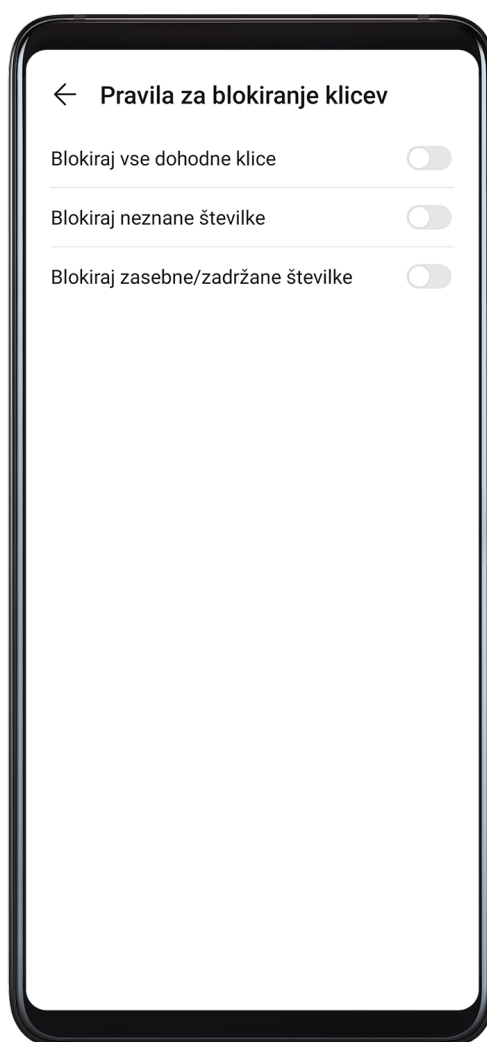 Pravila za blokiranje klicev
Blokiraj vse dohodne klice
Blokiraj neznane številke
Blokiraj zasebne/zadržane številke